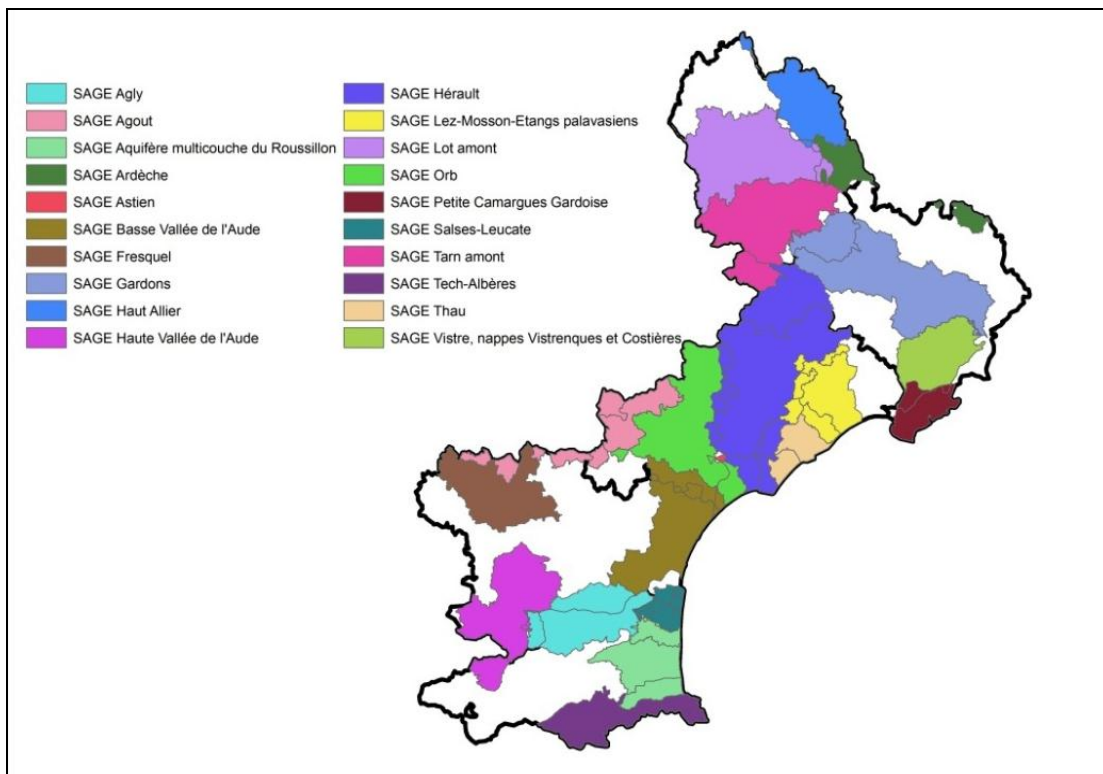 SAGE Agly
SAGE Agout
SAGE Aquifère multicouche du Roussillon
SAGE Ardèche
SAGE Astien
SAGE Basse Vallée de l'Aude
SAGE Fresquel
SAGE Gardons
SAGE Haut Allier
SAGE Haute Vallée de l'Aude
SAGE Hérault
SAGE Lez-Mosson-Etangs palavasiens
SAGE Lot amont
SAGE Orb
SAGE Petite Camargues Gardoise
SAGE Salses-Leucate
SAGE Tarn amont
SAGE Tech-Albères
SAGE Thau
SAGE Vistre, nappes Vistrenques et Costières